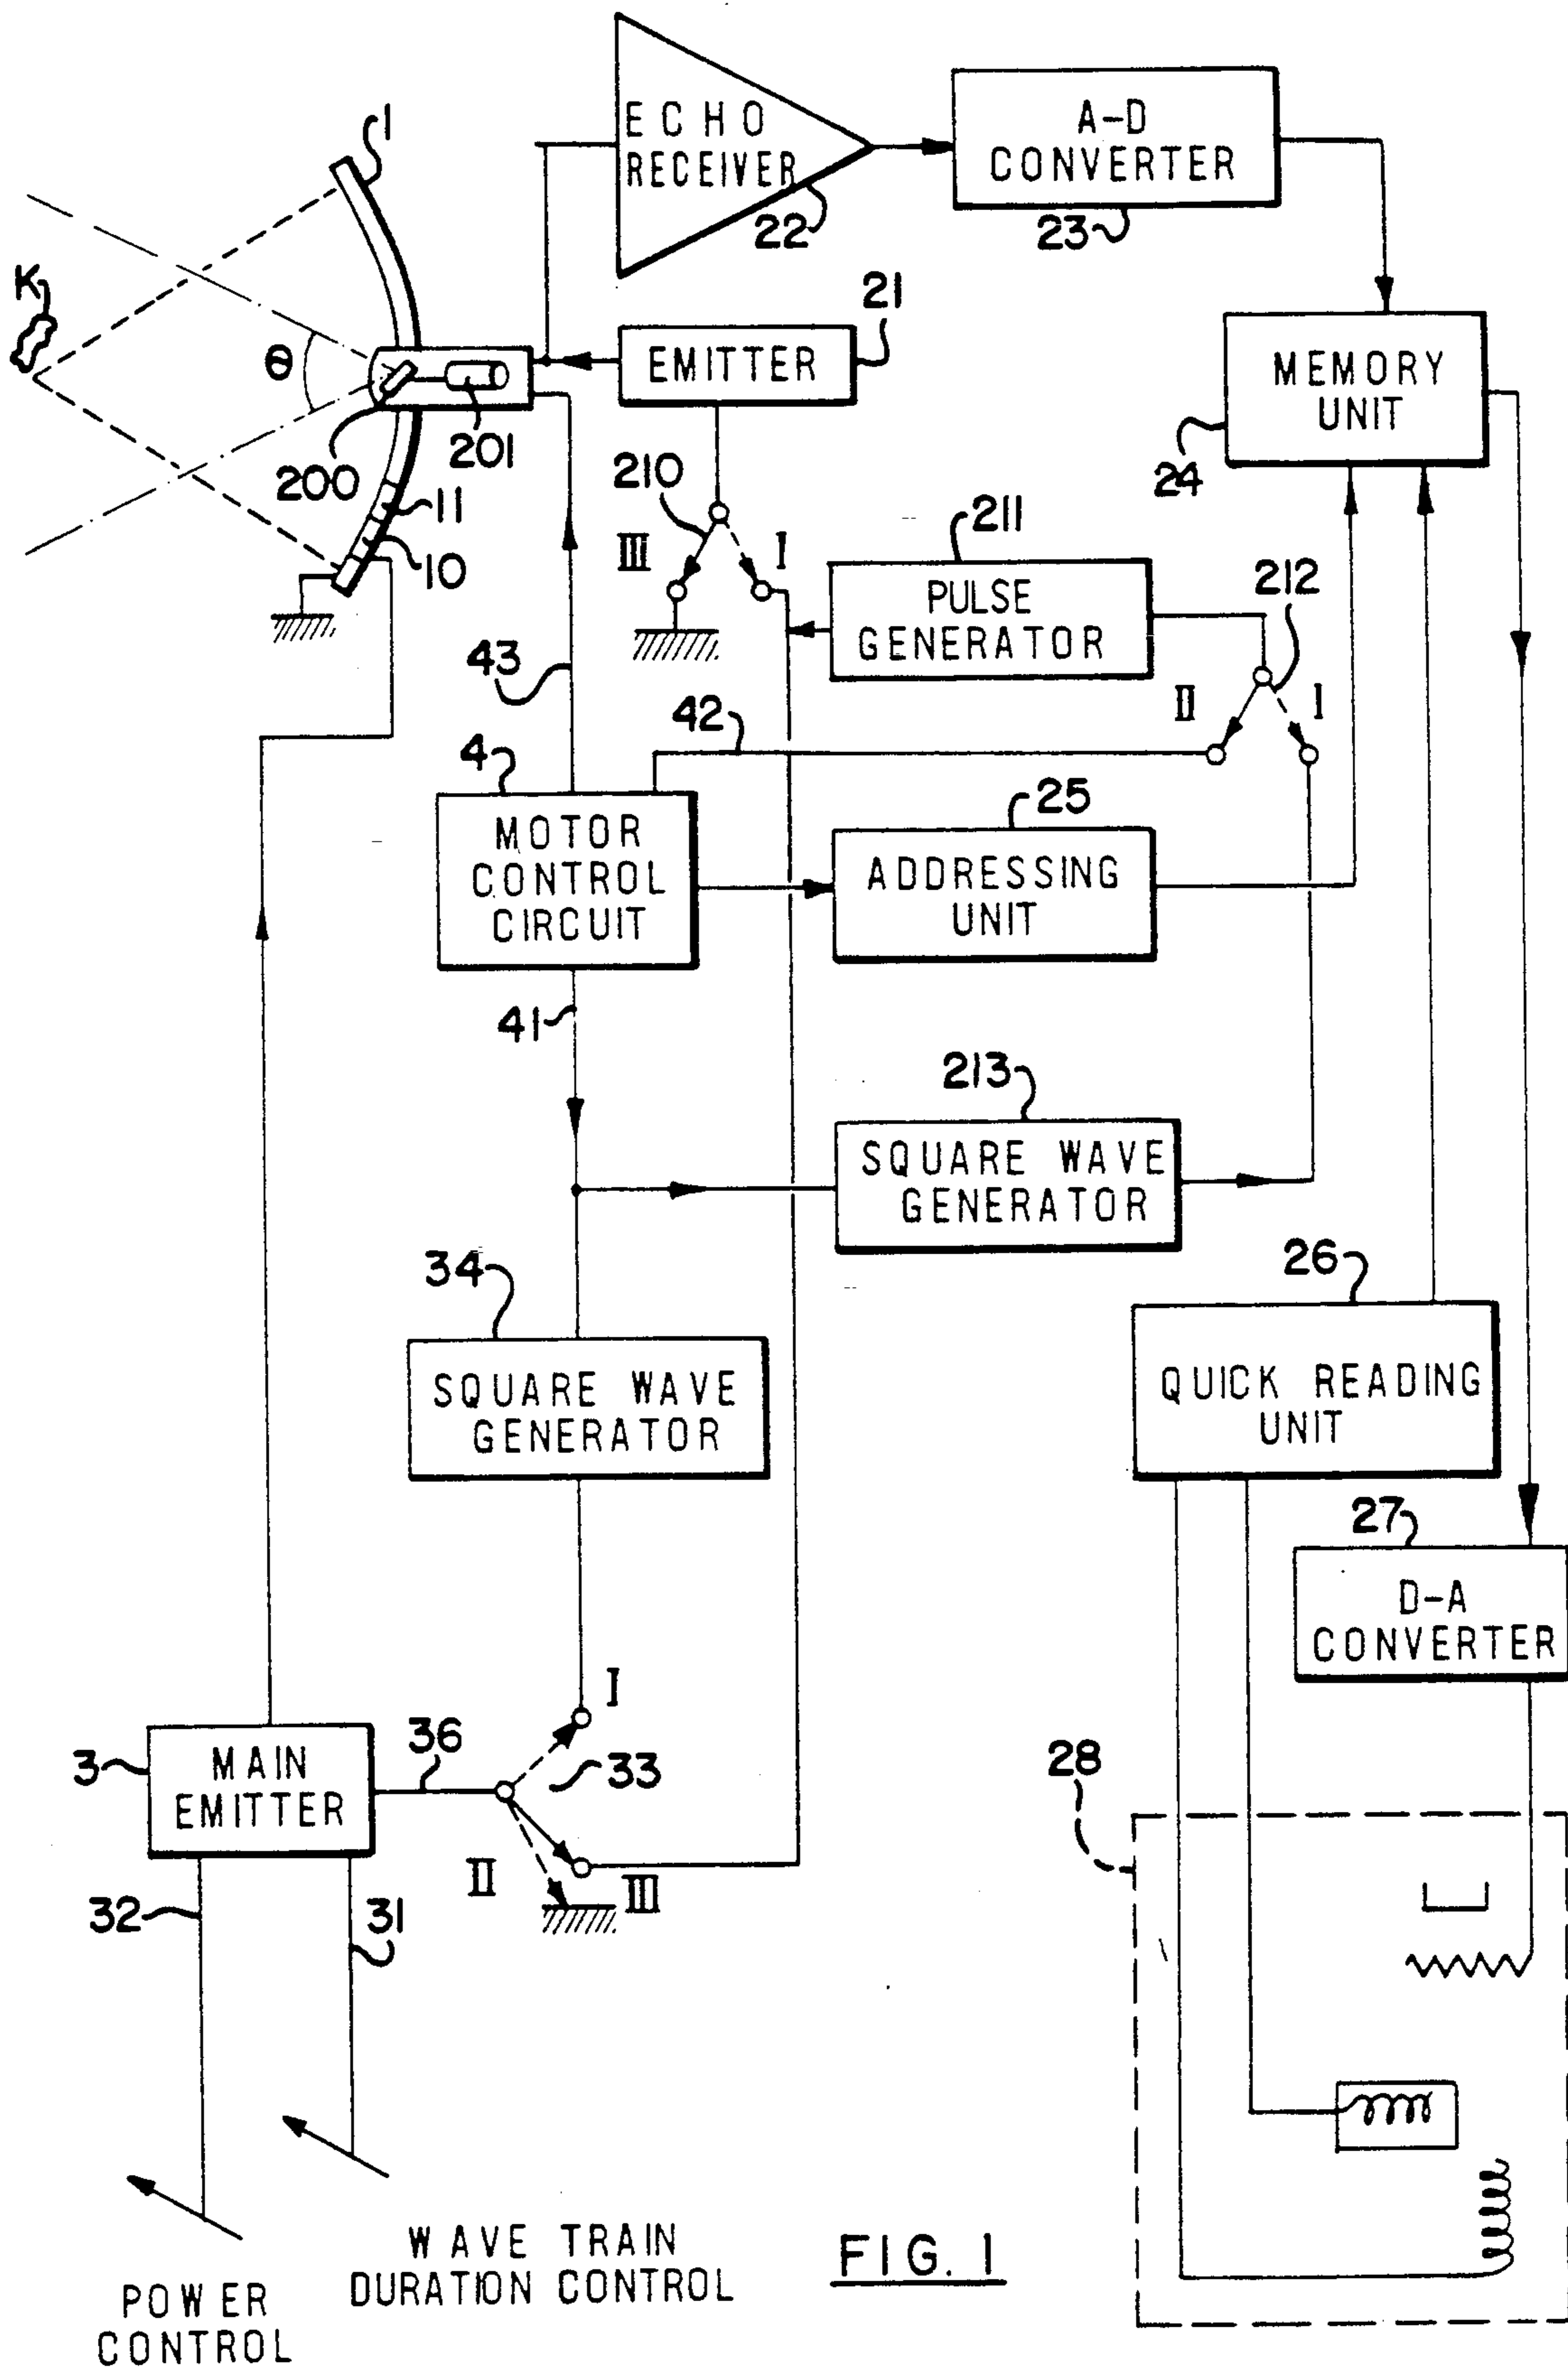 1
ECHO
RECEIVER
22
A-D
CONVERTER
23
K
θ
200
201
11
10
EMITTER
21
MEMORY
UNIT
24
210
III
I
211
PULSE
GENERATOR
212
II
I
43
42
4
MOTOR
CONTROL
CIRCUIT
25
ADDRESSING
UNIT
41
213
SQUARE WAVE
GENERATOR
34
SQUARE WAVE
GENERATOR
26
QUICK READING
UNIT
27
D-A
CONVERTER
I
33
3
MAIN
EMITTER
36
II
III
28
32
31
WAVE TRAIN
DURATION CONTROL
POWER
CONTROL
FIG. 1